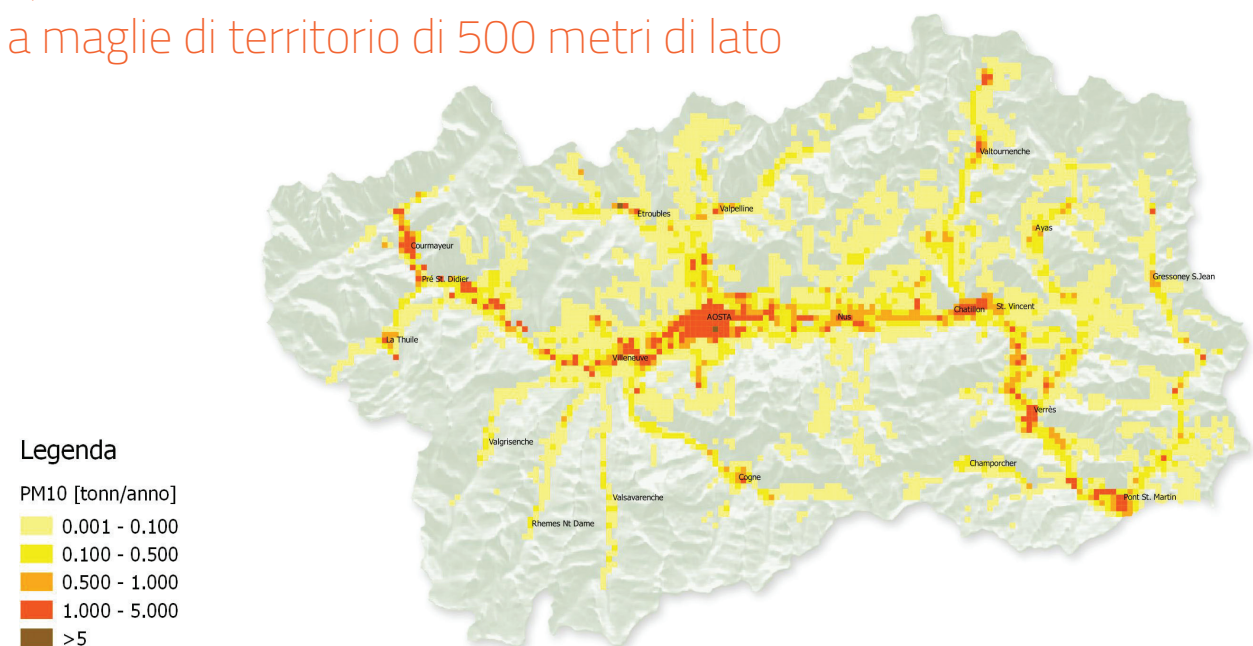 a maglie di territorio di 500 metri di lato
Valtournenche
Etroubles
Valpelline
Ayas
Courmayeur
Gressoney S.Jean
Pré St. Didier
St. Vincent
Chatillon
AOSTA
Nus
La Thuile
Villeneuve
Verrès
Valgrisenche
Champorcher
Cogne
Valsavarenche
Pont St. Martin
Rhemes Nt Dame
Legenda
PM10 [tonn/anno]
0.001 - 0.100
0.100 - 0.500
0.500 - 1.000
1.000 - 5.000
>5